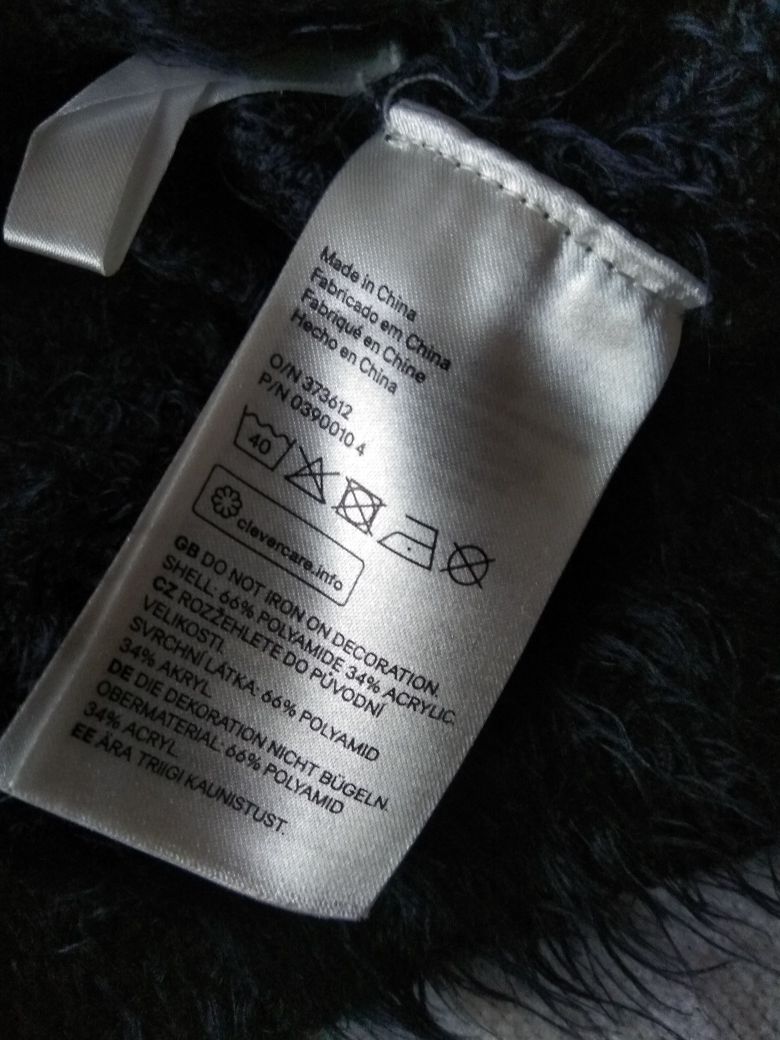 Made in China
Fabricado em China
Fabriqué en Chine
Hecho en China
O/N 373612
P/N 0390010 4
40
clevercare.info
GB DO NOT IRON ON DECORATION.
SHELL: 66% POLYAMIDE 34% ACRYLIC.
CZ ROZŽEHLETE DO PŮVODNÍ
VELIKOSTI.
SVRCHNÍ LÁTKA: 66% POLYAMID
34% AKRYL.
DE DIE DEKORATION NICHT BÜGELN.
OBERMATERIAL: 66% POLYAMID
34% ACRYL.
EE ÄRA TRIIGI KAUNISTUST.